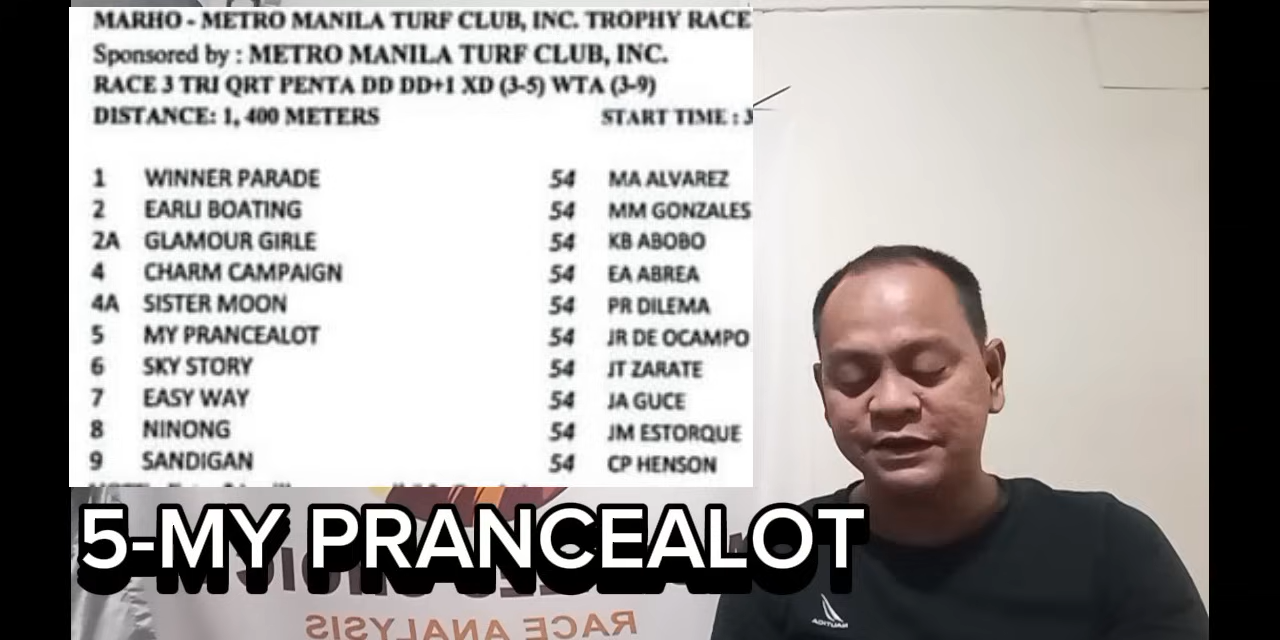 MARHO - METRO MANILA TURF CLUB, INC. TROPHY RACE
Sponsored by : METRO MANILA TURF CLUB, INC.
RACE 3 TRI QRT PENTA DD DD+1 XD (3-5) WTA (3-9)
DISTANCE: 1, 400 METERS START TIME : 3
1 WINNER PARADE 54 MA ALVAREZ
2 EARLI BOATING 54 MM GONZALES
2A GLAMOUR GIRLE 54 KB ABOBO
4 CHARM CAMPAIGN 54 EA ABREA
4A SISTER MOON 54 PR DILEMA
5 MY PRANCEALOT 54 JR DE OCAMPO
6 SKY STORY 54 JT ZARATE
7 EASY WAY 54 JA GUCE
8 NINONG 54 JM ESTORQUE
9 SANDIGAN 54 CP HENSON
5-MY PRANCEALOT
RACE ANALYSIS
NAUTICA